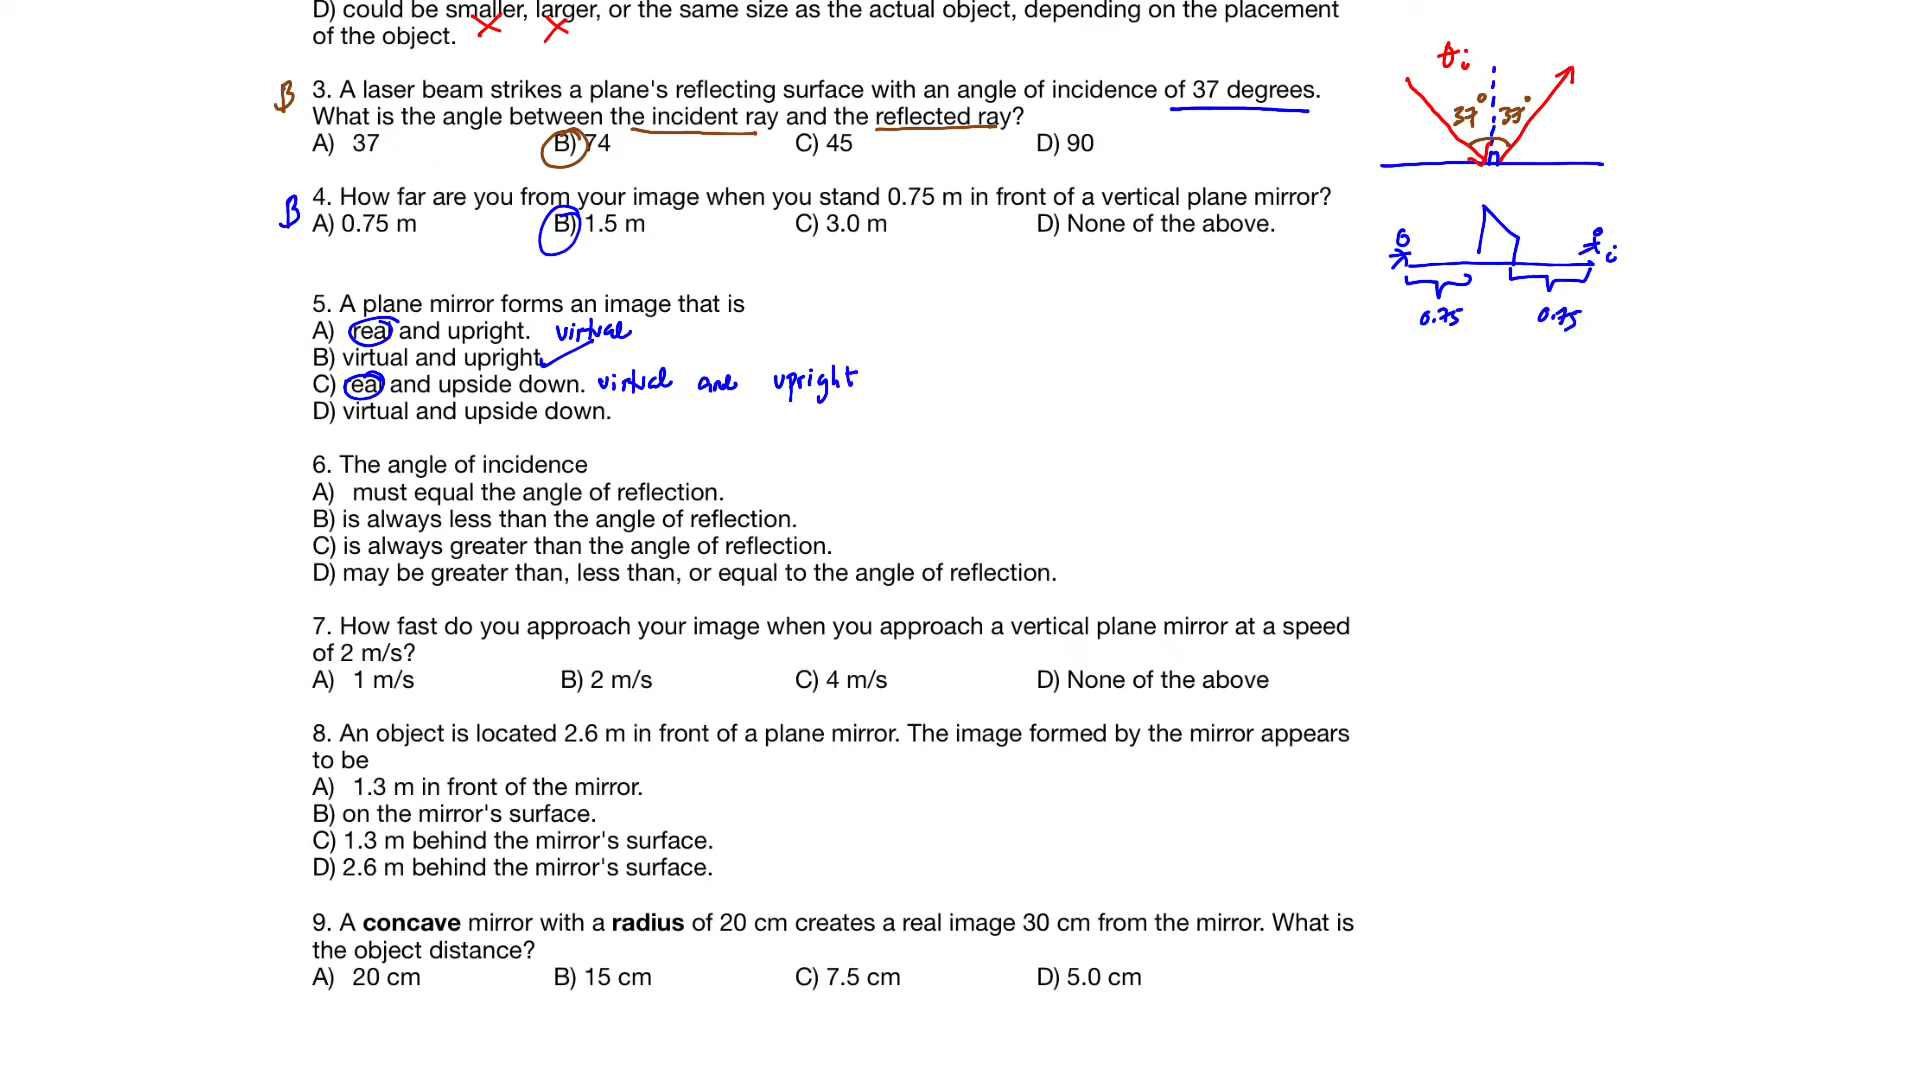 D) could be smaller, larger, or the same size as the actual object, depending on the placement
of the object.
B 3. A laser beam strikes a plane's reflecting surface with an angle of incidence of 37 degrees.
What is the angle between the incident ray and the reflected ray?
A) 37 B) 74 C) 45 D) 90
θi
37° 37°
B 4. How far are you from your image when you stand 0.75 m in front of a vertical plane mirror?
A) 0.75 m B) 1.5 m C) 3.0 m D) None of the above.
i
0.75 0.75
5. A plane mirror forms an image that is
A) real and upright. virtual
B) virtual and upright.
C) real and upside down. virtual and upright
D) virtual and upside down.
6. The angle of incidence
A) must equal the angle of reflection.
B) is always less than the angle of reflection.
C) is always greater than the angle of reflection.
D) may be greater than, less than, or equal to the angle of reflection.
7. How fast do you approach your image when you approach a vertical plane mirror at a speed
of 2 m/s?
A) 1 m/s B) 2 m/s C) 4 m/s D) None of the above
8. An object is located 2.6 m in front of a plane mirror. The image formed by the mirror appears
to be
A) 1.3 m in front of the mirror.
B) on the mirror's surface.
C) 1.3 m behind the mirror's surface.
D) 2.6 m behind the mirror's surface.
9. A concave mirror with a radius of 20 cm creates a real image 30 cm from the mirror. What is
the object distance?
A) 20 cm B) 15 cm C) 7.5 cm D) 5.0 cm